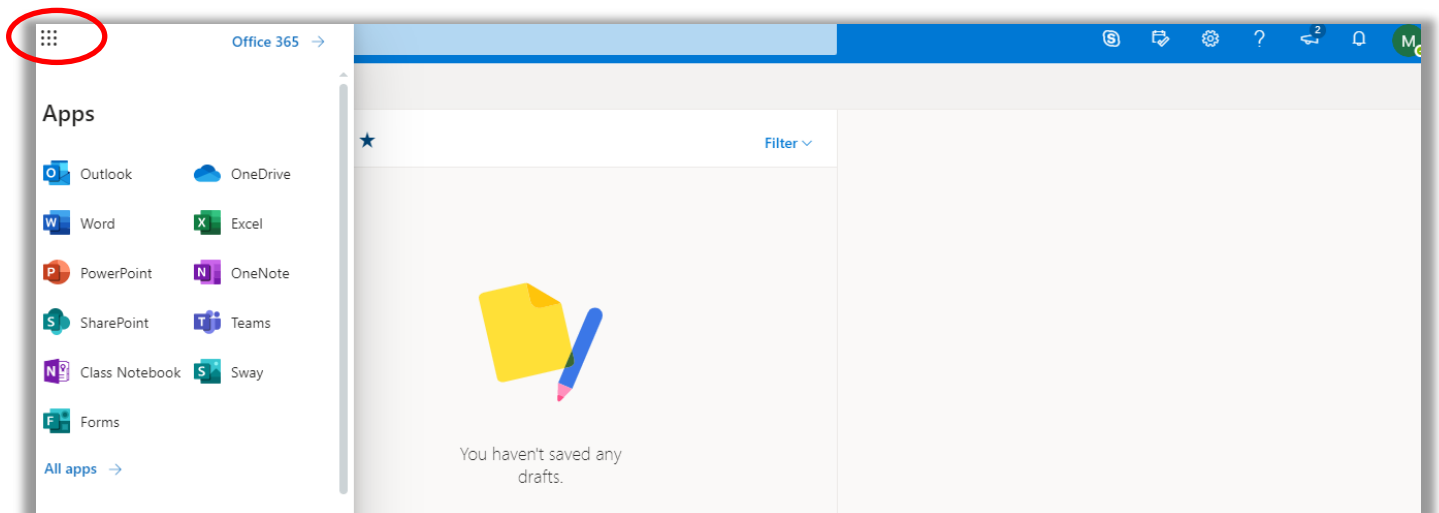 Office 365 →
2
M
Apps
★
Filter
Outlook OneDrive
Word Excel
PowerPoint OneNote
SharePoint Teams
Class Notebook Sway
Forms
You haven't saved any
drafts.
All apps →